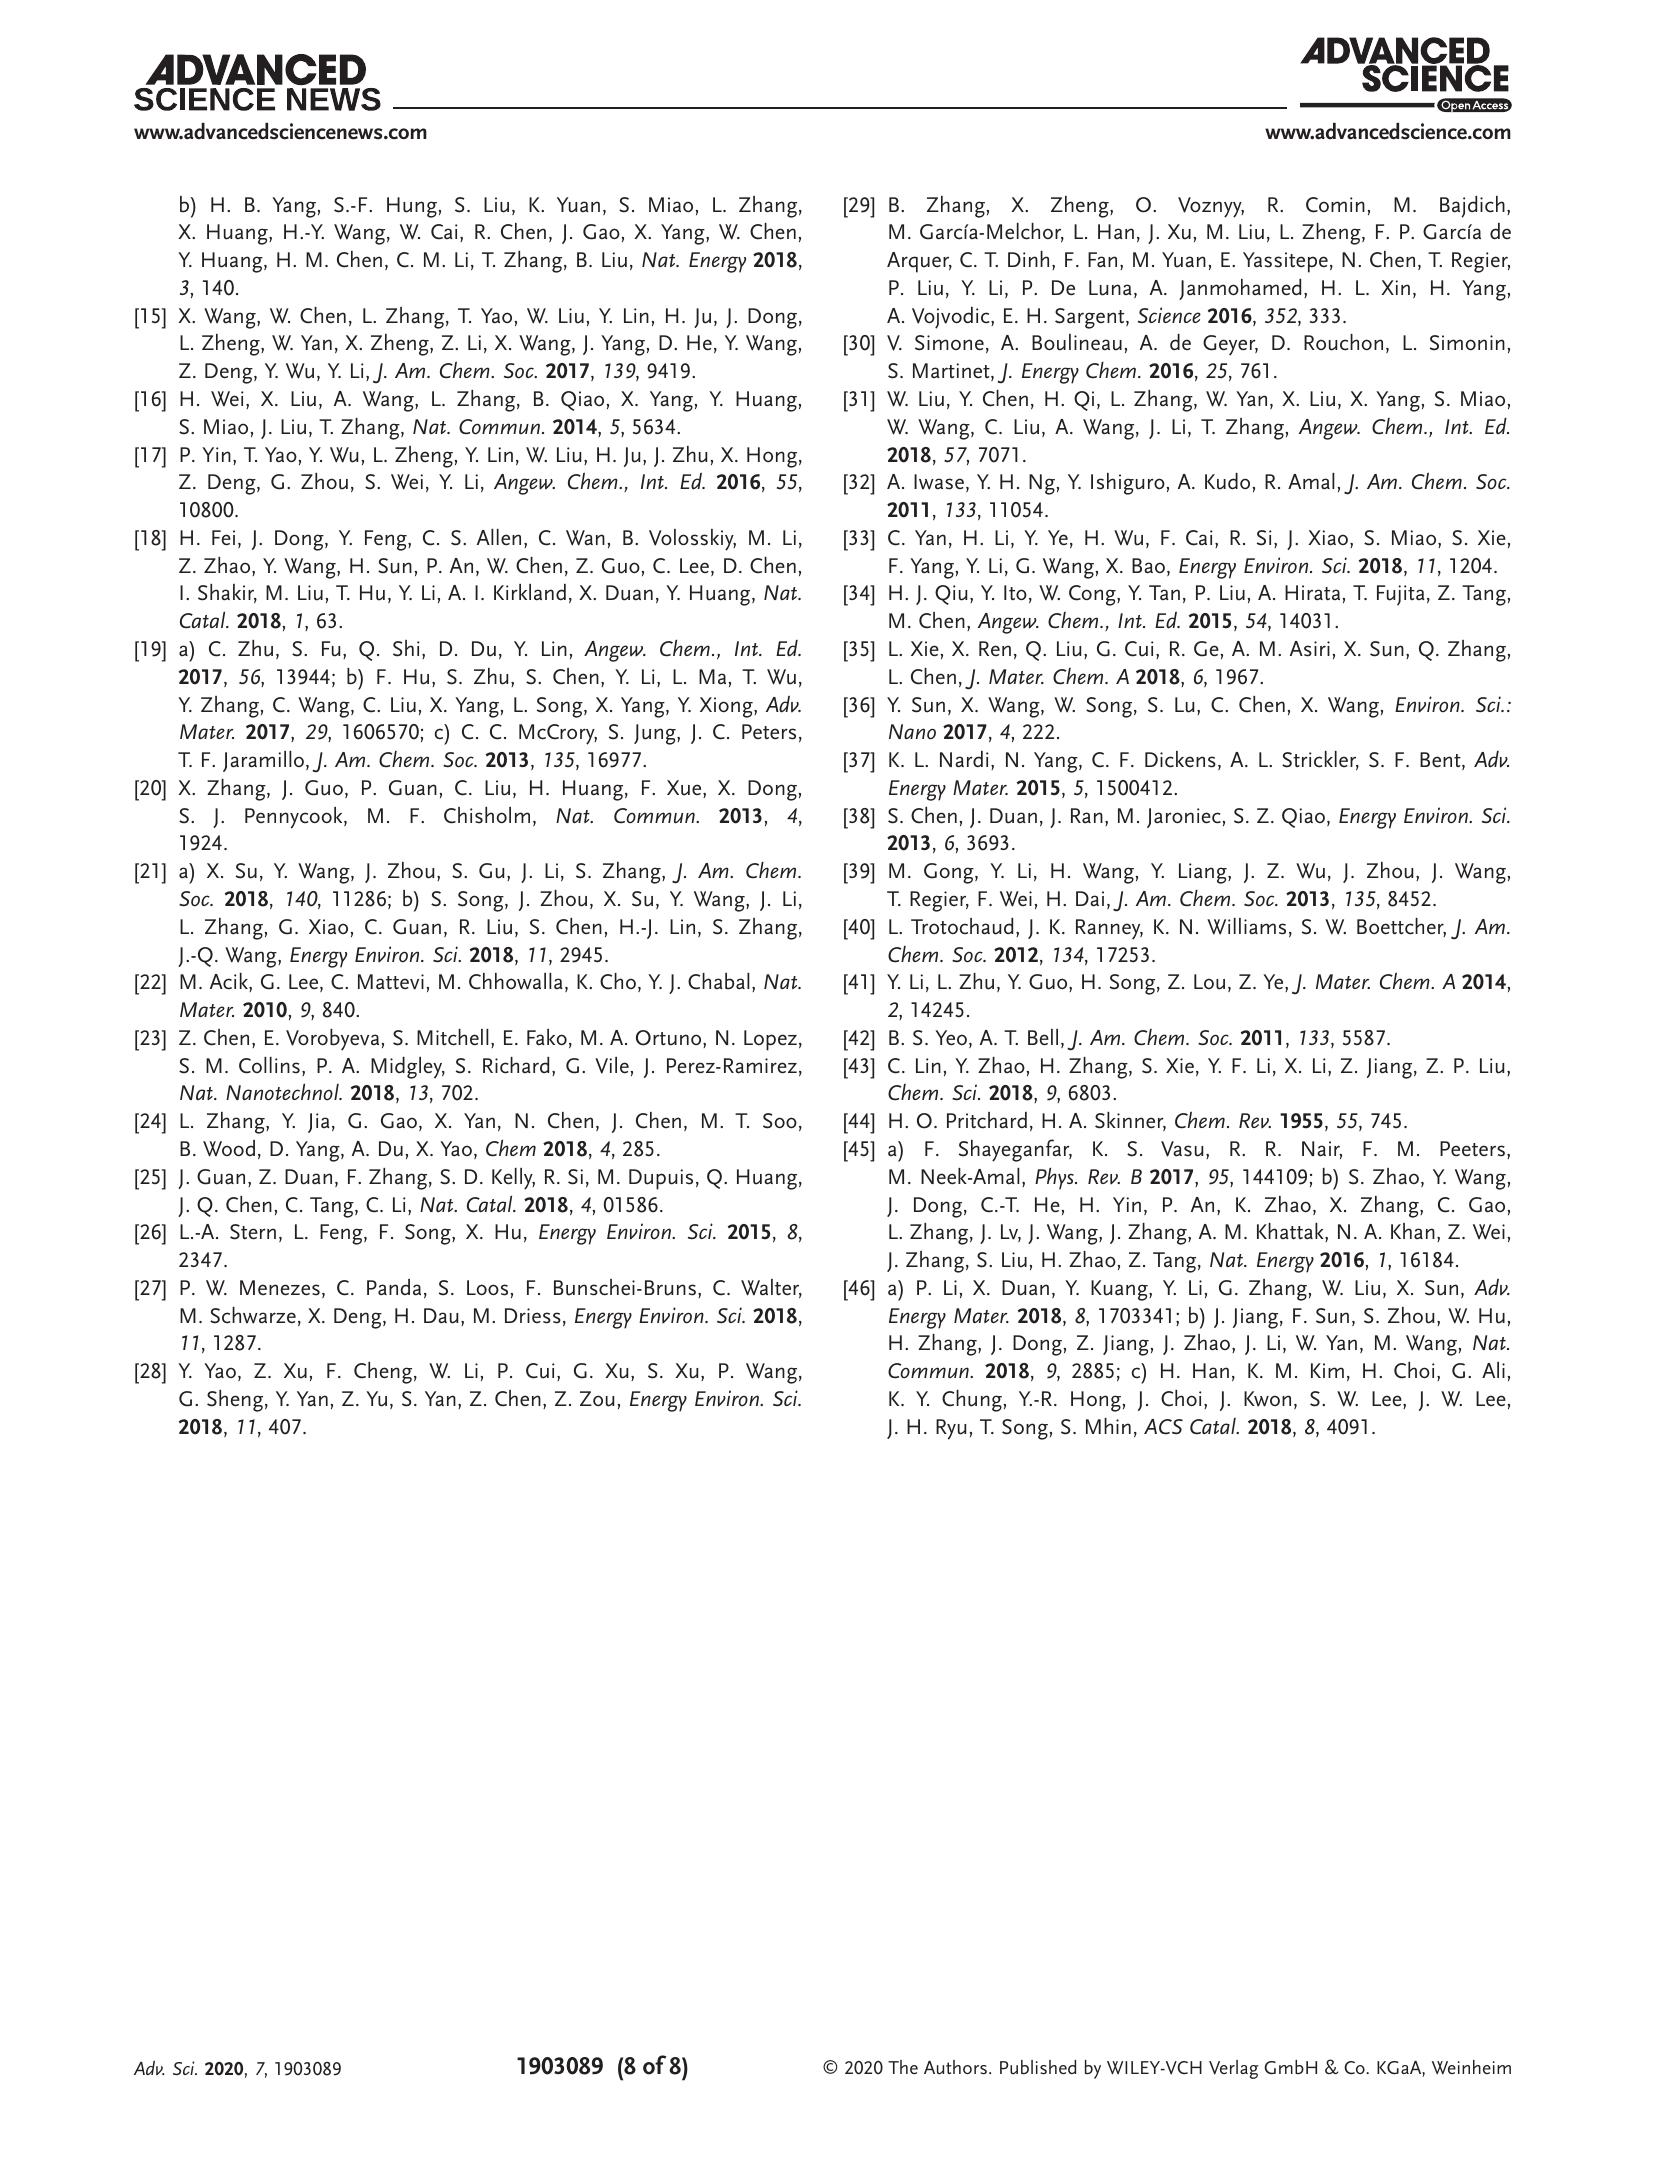 ADVANCED
SCIENCE NEWS
www.advancedsciencenews.com
ADVANCED
SCIENCE
Open Access
www.advancedscience.com
b) H. B. Yang, S.-F. Hung, S. Liu, K. Yuan, S. Miao, L. Zhang,
X. Huang, H.-Y. Wang, W. Cai, R. Chen, J. Gao, X. Yang, W. Chen,
Y. Huang, H. M. Chen, C. M. Li, T. Zhang, B. Liu, Nat. Energy 2018,
3, 140.
[15] X. Wang, W. Chen, L. Zhang, T. Yao, W. Liu, Y. Lin, H. Ju, J. Dong,
L. Zheng, W. Yan, X. Zheng, Z. Li, X. Wang, J. Yang, D. He, Y. Wang,
Z. Deng, Y. Wu, Y. Li, J. Am. Chem. Soc. 2017, 139, 9419.
[16] H. Wei, X. Liu, A. Wang, L. Zhang, B. Qiao, X. Yang, Y. Huang,
S. Miao, J. Liu, T. Zhang, Nat. Commun. 2014, 5, 5634.
[17] P. Yin, T. Yao, Y. Wu, L. Zheng, Y. Lin, W. Liu, H. Ju, J. Zhu, X. Hong,
Z. Deng, G. Zhou, S. Wei, Y. Li, Angew. Chem., Int. Ed. 2016, 55,
10800.
[18] H. Fei, J. Dong, Y. Feng, C. S. Allen, C. Wan, B. Volosskiy, M. Li,
Z. Zhao, Y. Wang, H. Sun, P. An, W. Chen, Z. Guo, C. Lee, D. Chen,
I. Shakir, M. Liu, T. Hu, Y. Li, A. I. Kirkland, X. Duan, Y. Huang, Nat.
Catal. 2018, 1, 63.
[19] a) C. Zhu, S. Fu, Q. Shi, D. Du, Y. Lin, Angew. Chem., Int. Ed.
2017, 56, 13944; b) F. Hu, S. Zhu, S. Chen, Y. Li, L. Ma, T. Wu,
Y. Zhang, C. Wang, C. Liu, X. Yang, L. Song, X. Yang, Y. Xiong, Adv.
Mater. 2017, 29, 1606570; c) C. C. McCrory, S. Jung, J. C. Peters,
T. F. Jaramillo, J. Am. Chem. Soc. 2013, 135, 16977.
[20] X. Zhang, J. Guo, P. Guan, C. Liu, H. Huang, F. Xue, X. Dong,
S. J. Pennycook, M. F. Chisholm, Nat. Commun. 2013, 4,
1924.
[21] a) X. Su, Y. Wang, J. Zhou, S. Gu, J. Li, S. Zhang, J. Am. Chem.
Soc. 2018, 140, 11286; b) S. Song, J. Zhou, X. Su, Y. Wang, J. Li,
L. Zhang, G. Xiao, C. Guan, R. Liu, S. Chen, H.-J. Lin, S. Zhang,
J.-Q. Wang, Energy Environ. Sci. 2018, 11, 2945.
[22] M. Acik, G. Lee, C. Mattevi, M. Chhowalla, K. Cho, Y. J. Chabal, Nat.
Mater. 2010, 9, 840.
[23] Z. Chen, E. Vorobyeva, S. Mitchell, E. Fako, M. A. Ortuno, N. Lopez,
S. M. Collins, P. A. Midgley, S. Richard, G. Vile, J. Perez-Ramirez,
Nat. Nanotechnol. 2018, 13, 702.
[24] L. Zhang, Y. Jia, G. Gao, X. Yan, N. Chen, J. Chen, M. T. Soo,
B. Wood, D. Yang, A. Du, X. Yao, Chem 2018, 4, 285.
[25] J. Guan, Z. Duan, F. Zhang, S. D. Kelly, R. Si, M. Dupuis, Q. Huang,
J. Q. Chen, C. Tang, C. Li, Nat. Catal. 2018, 4, 01586.
[26] L.-A. Stern, L. Feng, F. Song, X. Hu, Energy Environ. Sci. 2015, 8,
2347.
[27] P. W. Menezes, C. Panda, S. Loos, F. Bunschei-Bruns, C. Walter,
M. Schwarze, X. Deng, H. Dau, M. Driess, Energy Environ. Sci. 2018,
11, 1287.
[28] Y. Yao, Z. Xu, F. Cheng, W. Li, P. Cui, G. Xu, S. Xu, P. Wang,
G. Sheng, Y. Yan, Z. Yu, S. Yan, Z. Chen, Z. Zou, Energy Environ. Sci.
2018, 11, 407.
[29] B. Zhang, X. Zheng, O. Voznyy, R. Comin, M. Bajdich,
M. García-Melchor, L. Han, J. Xu, M. Liu, L. Zheng, F. P. García de
Arquer, C. T. Dinh, F. Fan, M. Yuan, E. Yassitepe, N. Chen, T. Regier,
P. Liu, Y. Li, P. De Luna, A. Janmohamed, H. L. Xin, H. Yang,
A. Vojvodic, E. H. Sargent, Science 2016, 352, 333.
[30] V. Simone, A. Boulineau, A. de Geyer, D. Rouchon, L. Simonin,
S. Martinet, J. Energy Chem. 2016, 25, 761.
[31] W. Liu, Y. Chen, H. Qi, L. Zhang, W. Yan, X. Liu, X. Yang, S. Miao,
W. Wang, C. Liu, A. Wang, J. Li, T. Zhang, Angew. Chem., Int. Ed.
2018, 57, 7071.
[32] A. Iwase, Y. H. Ng, Y. Ishiguro, A. Kudo, R. Amal, J. Am. Chem. Soc.
2011, 133, 11054.
[33] C. Yan, H. Li, Y. Ye, H. Wu, F. Cai, R. Si, J. Xiao, S. Miao, S. Xie,
F. Yang, Y. Li, G. Wang, X. Bao, Energy Environ. Sci. 2018, 11, 1204.
[34] H. J. Qiu, Y. Ito, W. Cong, Y. Tan, P. Liu, A. Hirata, T. Fujita, Z. Tang,
M. Chen, Angew. Chem., Int. Ed. 2015, 54, 14031.
[35] L. Xie, X. Ren, Q. Liu, G. Cui, R. Ge, A. M. Asiri, X. Sun, Q. Zhang,
L. Chen, J. Mater. Chem. A 2018, 6, 1967.
[36] Y. Sun, X. Wang, W. Song, S. Lu, C. Chen, X. Wang, Environ. Sci.:
Nano 2017, 4, 222.
[37] K. L. Nardi, N. Yang, C. F. Dickens, A. L. Strickler, S. F. Bent, Adv.
Energy Mater. 2015, 5, 1500412.
[38] S. Chen, J. Duan, J. Ran, M. Jaroniec, S. Z. Qiao, Energy Environ. Sci.
2013, 6, 3693.
[39] M. Gong, Y. Li, H. Wang, Y. Liang, J. Z. Wu, J. Zhou, J. Wang,
T. Regier, F. Wei, H. Dai, J. Am. Chem. Soc. 2013, 135, 8452.
[40] L. Trotochaud, J. K. Ranney, K. N. Williams, S. W. Boettcher, J. Am.
Chem. Soc. 2012, 134, 17253.
[41] Y. Li, L. Zhu, Y. Guo, H. Song, Z. Lou, Z. Ye, J. Mater. Chem. A 2014,
2, 14245.
[42] B. S. Yeo, A. T. Bell, J. Am. Chem. Soc. 2011, 133, 5587.
[43] C. Lin, Y. Zhao, H. Zhang, S. Xie, Y. F. Li, X. Li, Z. Jiang, Z. P. Liu,
Chem. Sci. 2018, 9, 6803.
[44] H. O. Pritchard, H. A. Skinner, Chem. Rev. 1955, 55, 745.
[45] a) F. Shayeganfar, K. S. Vasu, R. R. Nair, F. M. Peeters,
M. Neek-Amal, Phys. Rev. B 2017, 95, 144109; b) S. Zhao, Y. Wang,
J. Dong, C.-T. He, H. Yin, P. An, K. Zhao, X. Zhang, C. Gao,
L. Zhang, J. Lv, J. Wang, J. Zhang, A. M. Khattak, N. A. Khan, Z. Wei,
J. Zhang, S. Liu, H. Zhao, Z. Tang, Nat. Energy 2016, 1, 16184.
[46] a) P. Li, X. Duan, Y. Kuang, Y. Li, G. Zhang, W. Liu, X. Sun, Adv.
Energy Mater. 2018, 8, 1703341; b) J. Jiang, F. Sun, S. Zhou, W. Hu,
H. Zhang, J. Dong, Z. Jiang, J. Zhao, J. Li, W. Yan, M. Wang, Nat.
Commun. 2018, 9, 2885; c) H. Han, K. M. Kim, H. Choi, G. Ali,
K. Y. Chung, Y.-R. Hong, J. Choi, J. Kwon, S. W. Lee, J. W. Lee,
J. H. Ryu, T. Song, S. Mhin, ACS Catal. 2018, 8, 4091.
Adv. Sci. 2020, 7, 1903089
1903089 (8 of 8)
© 2020 The Authors. Published by WILEY-VCH Verlag GmbH & Co. KGaA, Weinheim